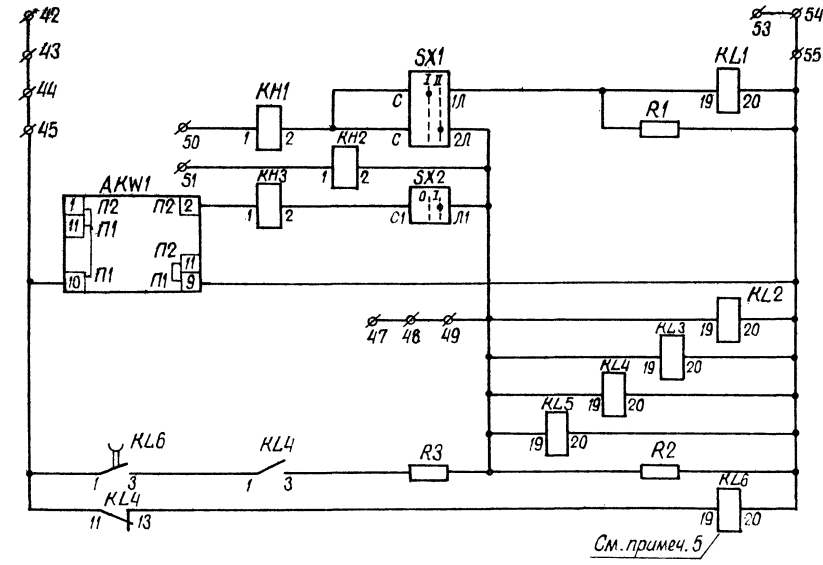 42
43
44
45
53
54
55
SX1
I II
С 1Л
С 2Л
KH1
50 1 2
KL1
19 20
R1
KH2
51 1 2
KH3
1 2
SX2
0 I
С1 Л1
AKW1
1 П2 П2 2
11 П1
П2 11
10 П1 П1 9
47 48 49
KL2
19 20
KL3
19 20
KL4
19 20
KL5
19 20
KL6
1 3
KL4
1 3
R3
R2
KL4
11 13
KL6
19 20
См. примеч. 5